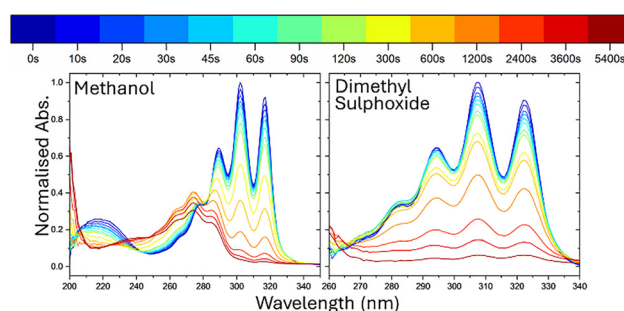 0s 10s 20s 30s 45s 60s 90s 120s 300s 600s 1200s 2400s 3600s 5400s
Methanol
Dimethyl
Sulphoxide
Normalised Abs.
1.0
0.8
0.6
0.4
0.2
0.0
200 220 240 260 280 300 320 340 260 270 280 290 300 310 320 330 340
Wavelength (nm)